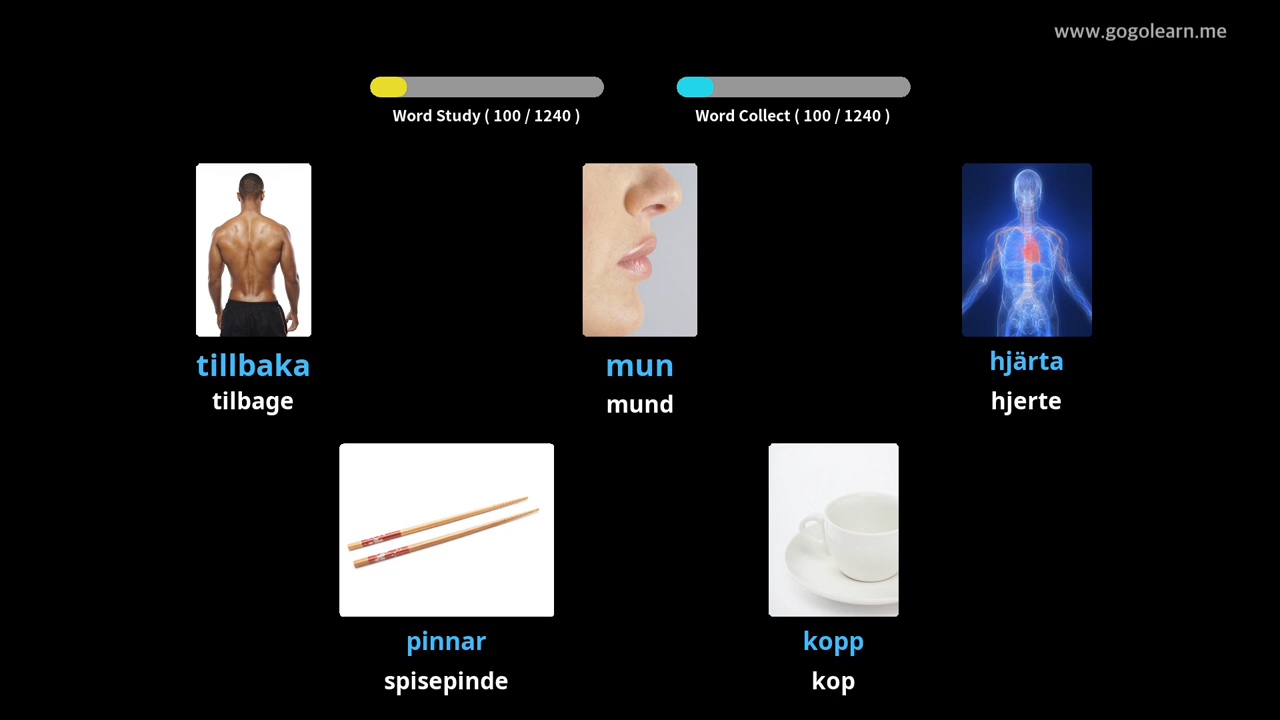 www.gogolearn.me
Word Study ( 100 / 1240 )
Word Collect ( 100 / 1240 )
tillbaka
tilbage
mun
mund
hjärta
hjerte
pinnar
spisepinde
kopp
kop